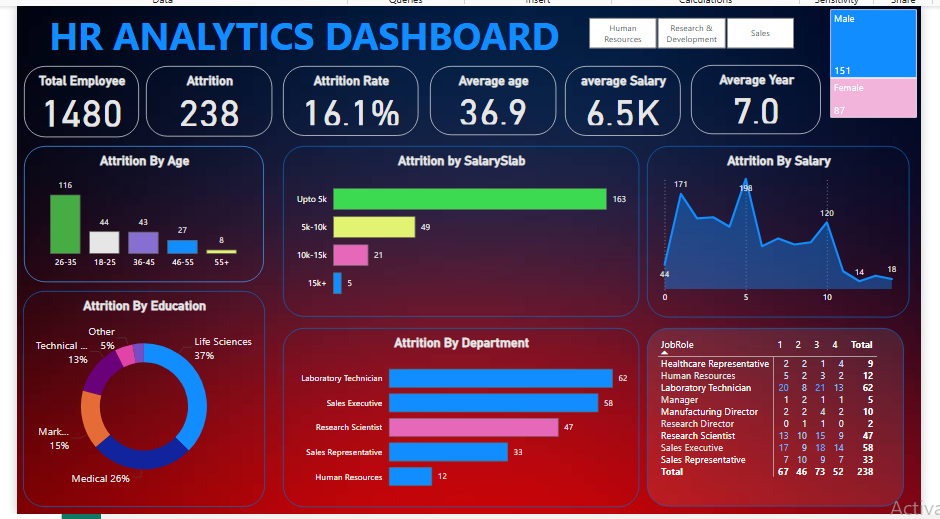 Data Queries Insert Calculations Sensitivity Share
HR ANALYTICS DASHBOARD
Human Resources
Research & Development
Sales
Male
151
Female
87
Total Employee
1480
Attrition
238
Attrition Rate
16.1%
Average age
36.9
average Salary
6.5K
Average Year
7.0
Attrition By Age
116
44
43
27
8
26-35 18-25 36-45 46-55 55+
Attrition by SalarySlab
Upto 5k 163
5k-10k 49
10k-15k 21
15k+ 5
Attrition By Salary
171
198
120
44
14
18
0 5 10
Attrition By Education
Other
5%
Life Sciences
37%
Technical ...
13%
Mark...
15%
Medical 26%
Attrition By Department
Laboratory Technician 62
Sales Executive 58
Research Scientist 47
Sales Representative 33
Human Resources 12
JobRole 1 2 3 4 Total
Healthcare Representative 2 2 1 4 9
Human Resources 5 2 3 2 12
Laboratory Technician 20 8 21 13 62
Manager 1 2 1 1 5
Manufacturing Director 2 2 4 2 10
Research Director 0 1 1 0 2
Research Scientist 13 10 15 9 47
Sales Executive 17 9 18 14 58
Sales Representative 7 10 9 7 33
Total 67 46 73 52 238